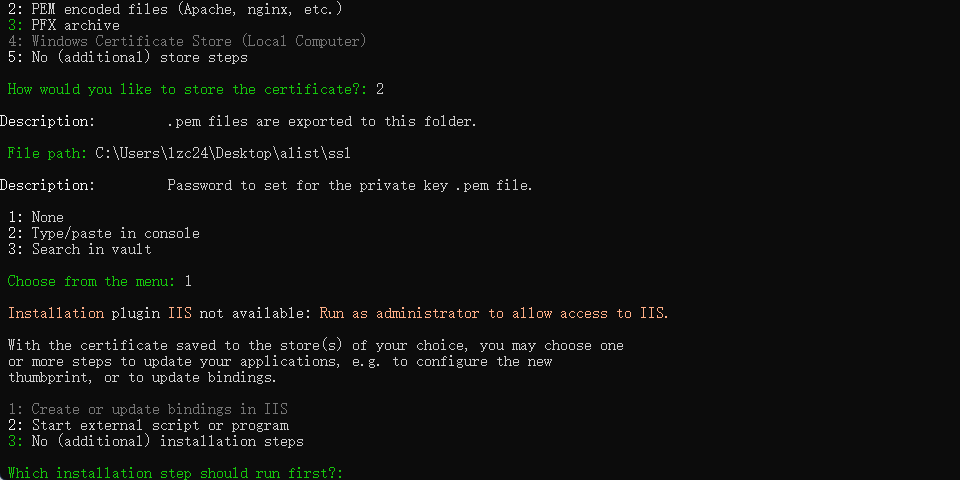 2: PEM encoded files (Apache, nginx, etc.)
3: PFX archive
4: Windows Certificate Store (Local Computer)
5: No (additional) store steps
How would you like to store the certificate?: 2
Description: .pem files are exported to this folder.
File path: C:\Users\lzc24\Desktop\alist\ssl
Description: Password to set for the private key .pem file.
1: None
2: Type/paste in console
3: Search in vault
Choose from the menu: 1
Installation plugin IIS not available: Run as administrator to allow access to IIS.
With the certificate saved to the store(s) of your choice, you may choose one
or more steps to update your applications, e.g. to configure the new
thumbprint, or to update bindings.
1: Create or update bindings in IIS
2: Start external script or program
3: No (additional) installation steps
Which installation step should run first?: